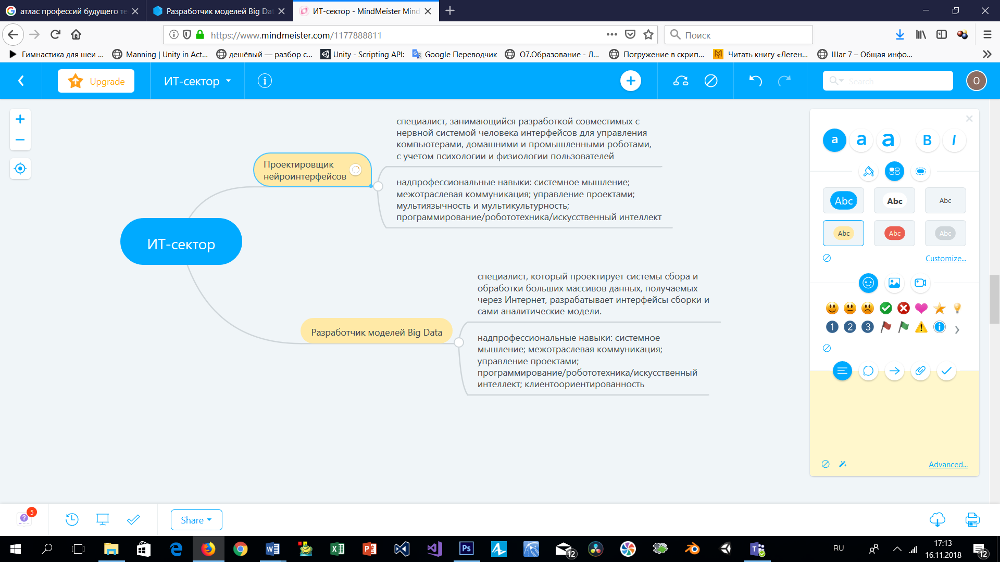 атлас профессий будущего те
Разработчик моделей Big Dat
ИТ-сектор - MindMeister Mind
https://www.mindmeister.com/1177888811
Поиск
Гимнастика для шеи ...
Manning | Unity in Act...
дешёвый — разбор с...
Unity - Scripting API:
Google Переводчик
О7.Образование - Л...
Погружение в скрип...
Читать книгу «Леген...
Шаг 7 – Общая инфо...
Upgrade
ИТ-сектор
Search
O
специалист, занимающийся разработкой совместимых с
нервной системой человека интерфейсов для управления
компьютерами, домашними и промышленными роботами,
с учетом психологии и физиологии пользователей
Проектировщик
нейроинтерфейсов
надпрофессиональные навыки: системное мышление;
межотраслевая коммуникация; управление проектами;
мультиязычность и мультикультурность;
программирование/робототехника/искусственный интеллект
ИТ-сектор
специалист, который проектирует системы сбора и
обработки больших массивов данных, получаемых
через Интернет, разрабатывает интерфейсы сборки и
сами аналитические модели.
Разработчик моделей Big Data
надпрофессиональные навыки: системное
мышление; межотраслевая коммуникация;
управление проектами;
программирование/робототехника/искусственный
интеллект; клиентоориентированность
a a a B I
Abc Abc Abc
Abc Abc Abc
Customize...
1 2 3
Advanced...
5
Share
12
RU
17:13
16.11.2018
12